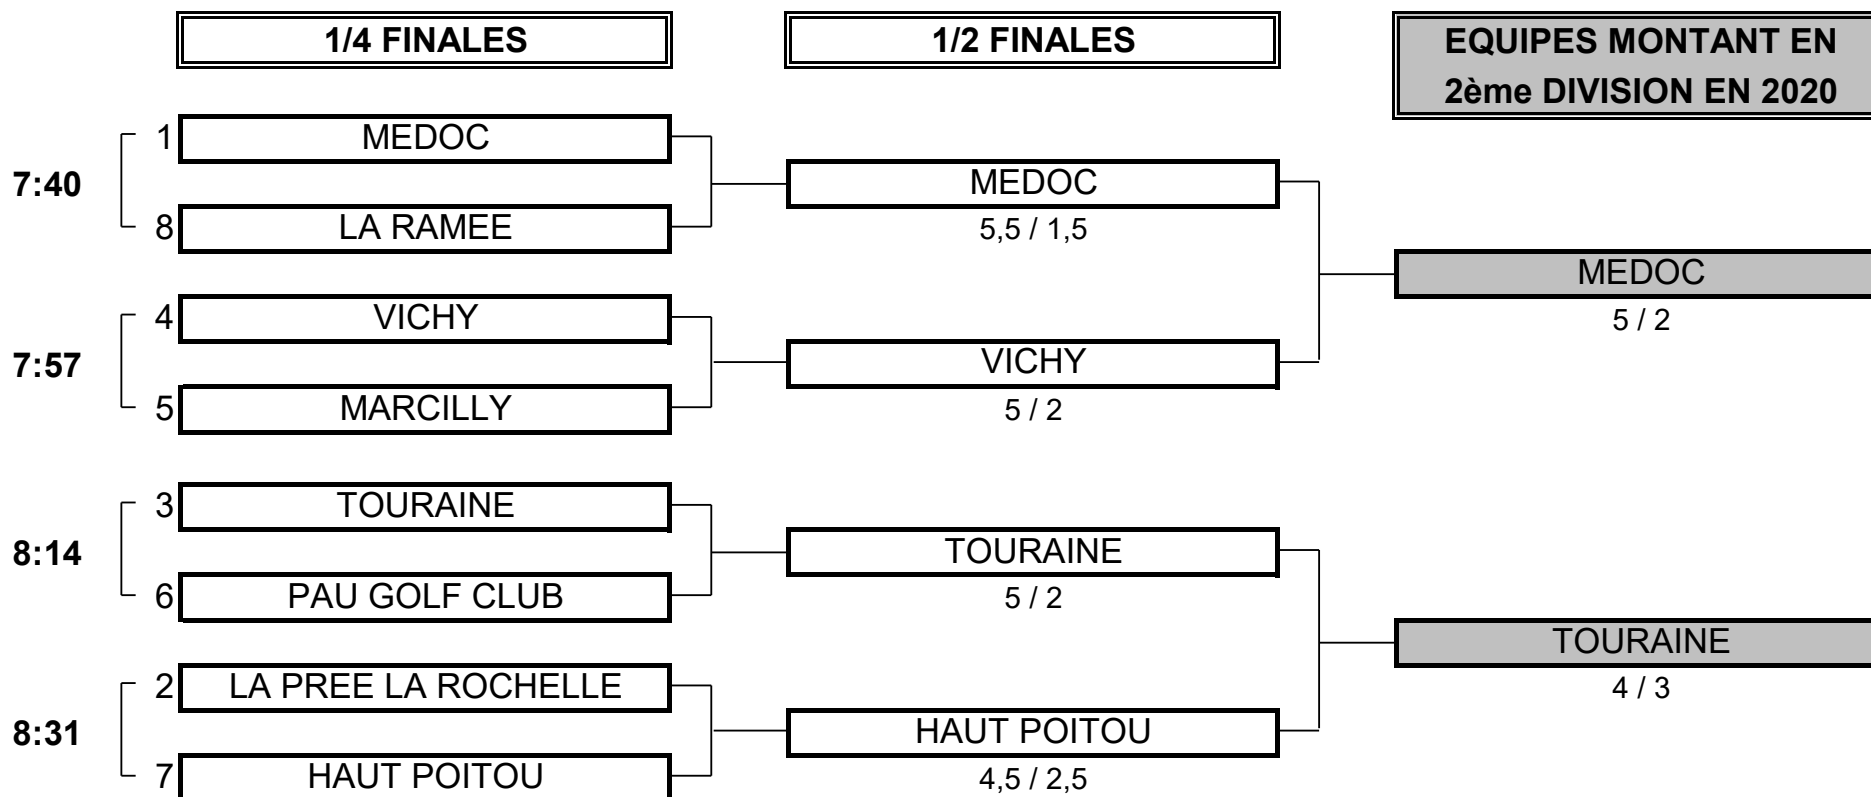 1/4 FINALES
1/2 FINALES
EQUIPES MONTANT EN
2ème DIVISION EN 2020
1 MEDOC
7:40
MEDOC
8 LA RAMEE
5,5 / 1,5
MEDOC
4 VICHY
5 / 2
7:57
VICHY
5 MARCILLY
5 / 2
3 TOURAINE
8:14
TOURAINE
6 PAU GOLF CLUB
5 / 2
TOURAINE
2 LA PREE LA ROCHELLE
4 / 3
8:31
HAUT POITOU
7 HAUT POITOU
4,5 / 2,5